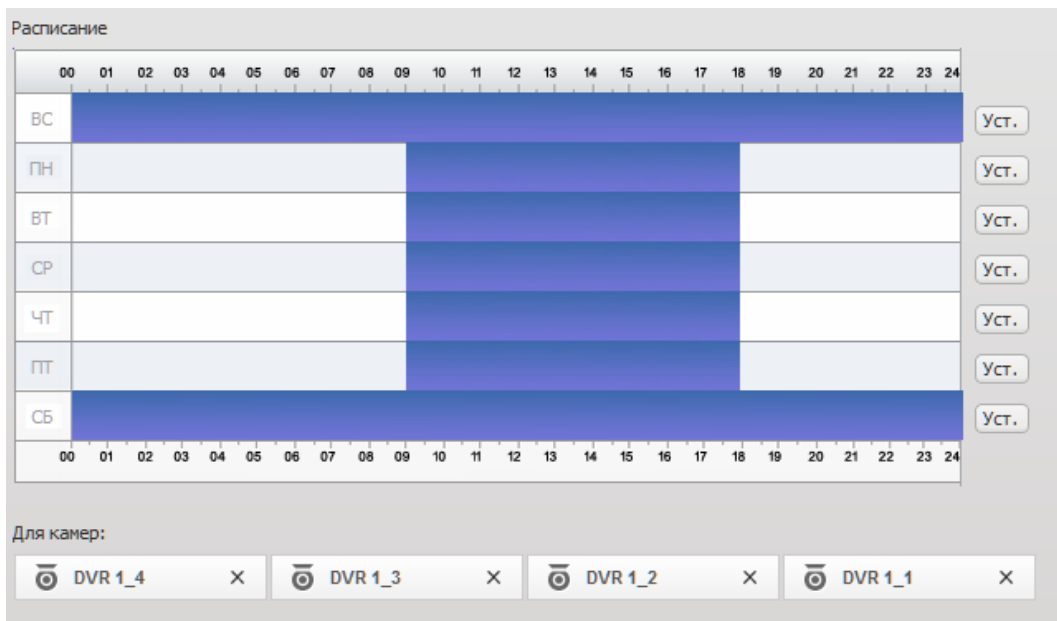 Расписание
00 01 02 03 04 05 06 07 08 09 10 11 12 13 14 15 16 17 18 19 20 21 22 23 24
ВС Уст.
ПН Уст.
ВТ Уст.
СР Уст.
ЧТ Уст.
ПТ Уст.
СБ Уст.
00 01 02 03 04 05 06 07 08 09 10 11 12 13 14 15 16 17 18 19 20 21 22 23 24
Для камер:
DVR 1_4 DVR 1_3 DVR 1_2 DVR 1_1